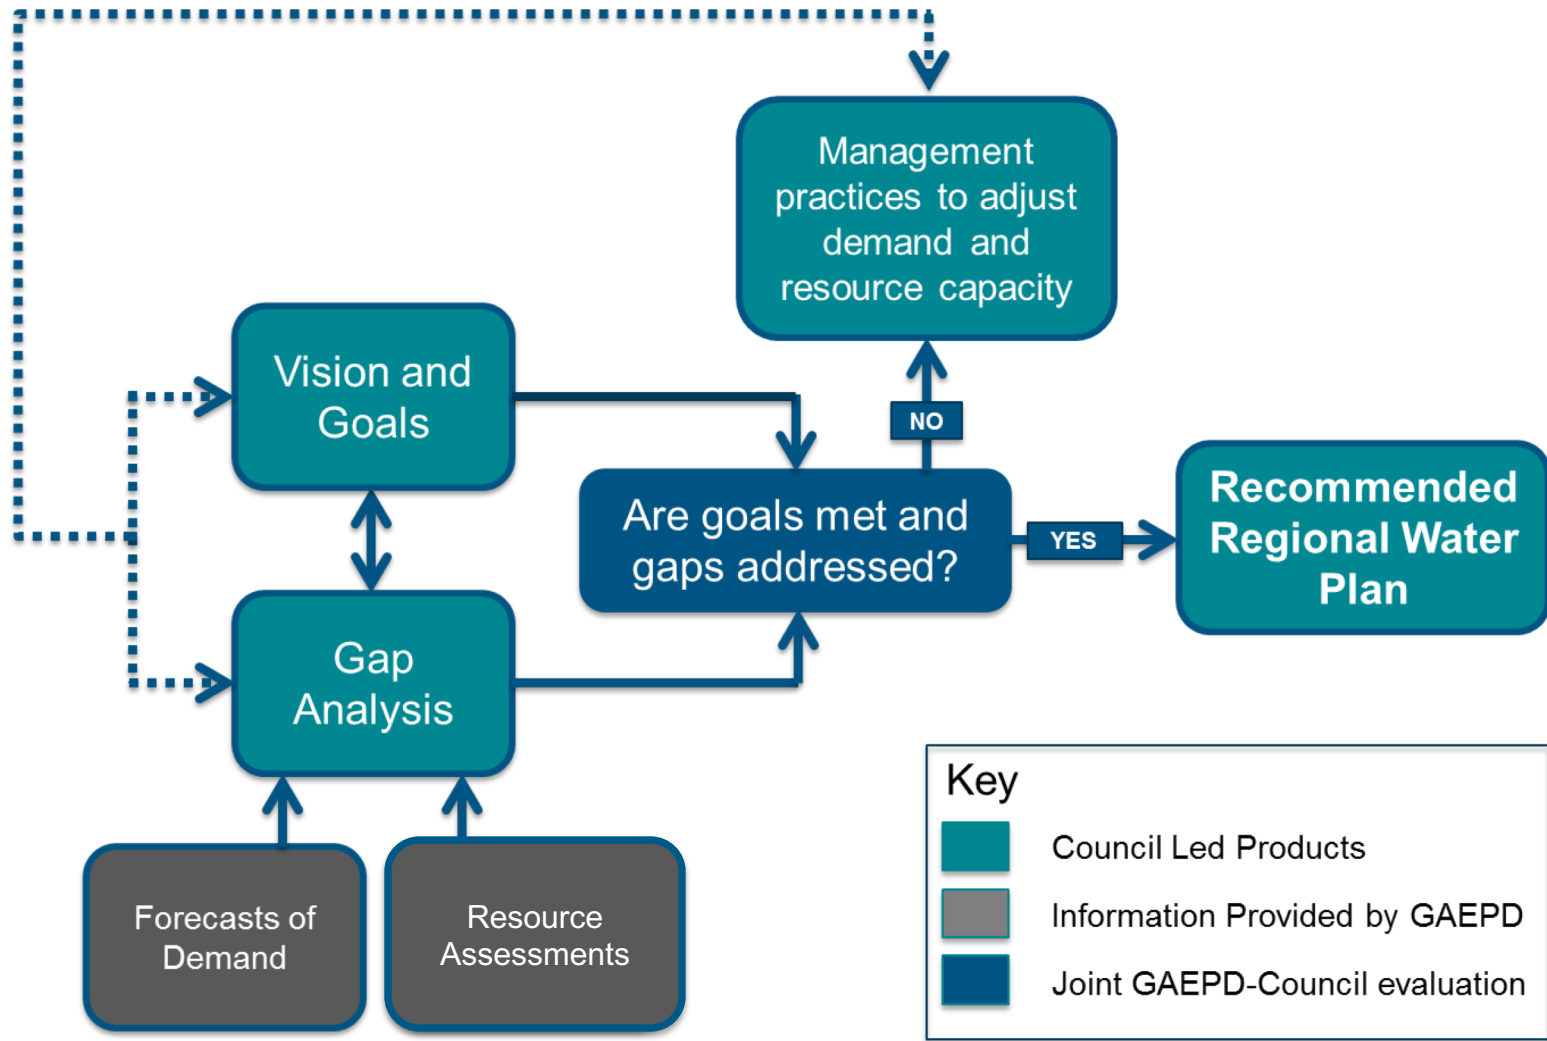 Management
practices to adjust
demand and
resource capacity
Vision and
Goals
NO
Are goals met and
gaps addressed?
YES
Recommended
Regional Water
Plan
Gap
Analysis
Forecasts of
Demand
Resource
Assessments
Key
Council Led Products
Information Provided by GAEPD
Joint GAEPD-Council evaluation